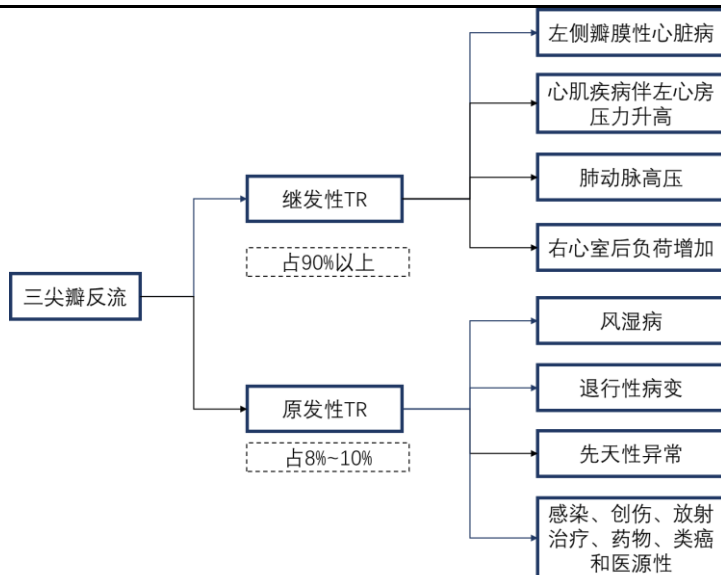 三尖瓣反流
继发性TR
占90%以上
左侧瓣膜性心脏病
心肌疾病伴左心房
压力升高
肺动脉高压
右心室后负荷增加
原发性TR
占8%~10%
风湿病
退行性病变
先天性异常
感染、创伤、放射
治疗、药物、类癌
和医源性